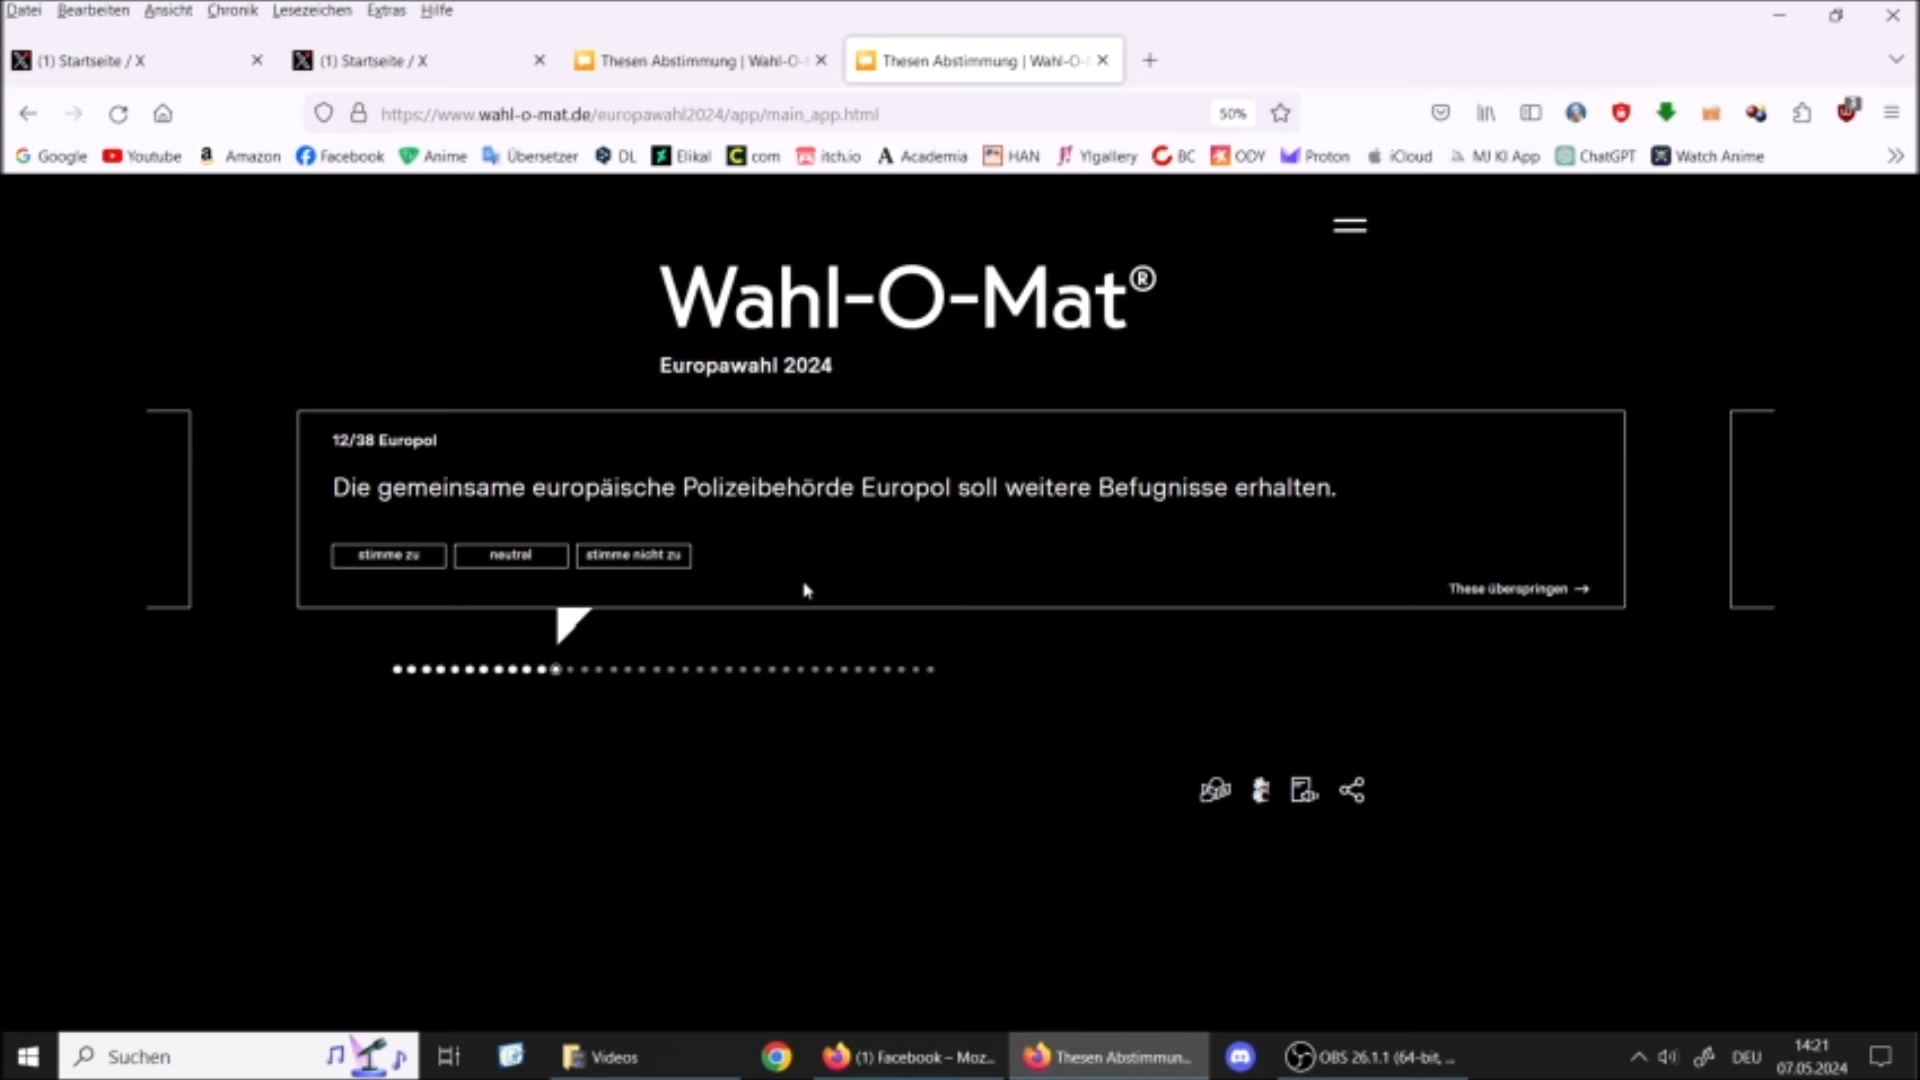 Datei Bearbeiten Ansicht Chronik Lesezeichen Extras Hilfe
(1) Startseite / X (1) Startseite / X Thesen Abstimmung | Wahl-O- Thesen Abstimmung | Wahl-O-
https://www.wahl-o-mat.de/europawahl2024/app/main_app.html 50%
Google Youtube Amazon Facebook Anime Übersetzer DL Elikal com itch.io Academia HAN Y!gallery BC ODY Proton iCloud MJ KI App ChatGPT Watch Anime
Wahl-O-Mat®
Europawahl 2024
12/38 Europol
Die gemeinsame europäische Polizeibehörde Europol soll weitere Befugnisse erhalten.
stimme zu neutral stimme nicht zu
These überspringen →
Suchen Videos (1) Facebook – Moz... Thesen Abstimmun... OBS 26.1.1 (64-bit, ... DEU 14:21
07.05.2024